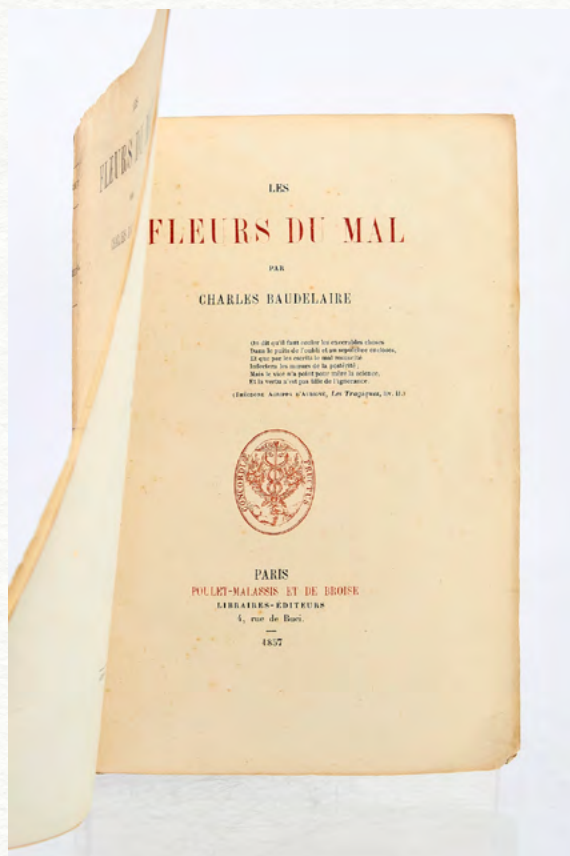 LES
FLEURS DU MAL
PAR
CHARLES BAUDELAIRE
On dit qu'il faut couler les execrables choses
Dans le puits de l'oubli et au sepulchre encloses,
Et que par les escrits le mal resuscité
Infectera les mœurs de la postérité;
Mais le vice n'a point pour mère la science,
Et la vertu n'est pas fille de l'ignorance.
(THÉODORE AGRIPPA D'AUBIGNÉ, Les Tragiques, liv. II.)
CONCORDIÆ FRUCTUS
PARIS
POULET-MALASSIS ET DE BROISE
LIBRAIRES-ÉDITEURS
4, rue de Buci.
1857